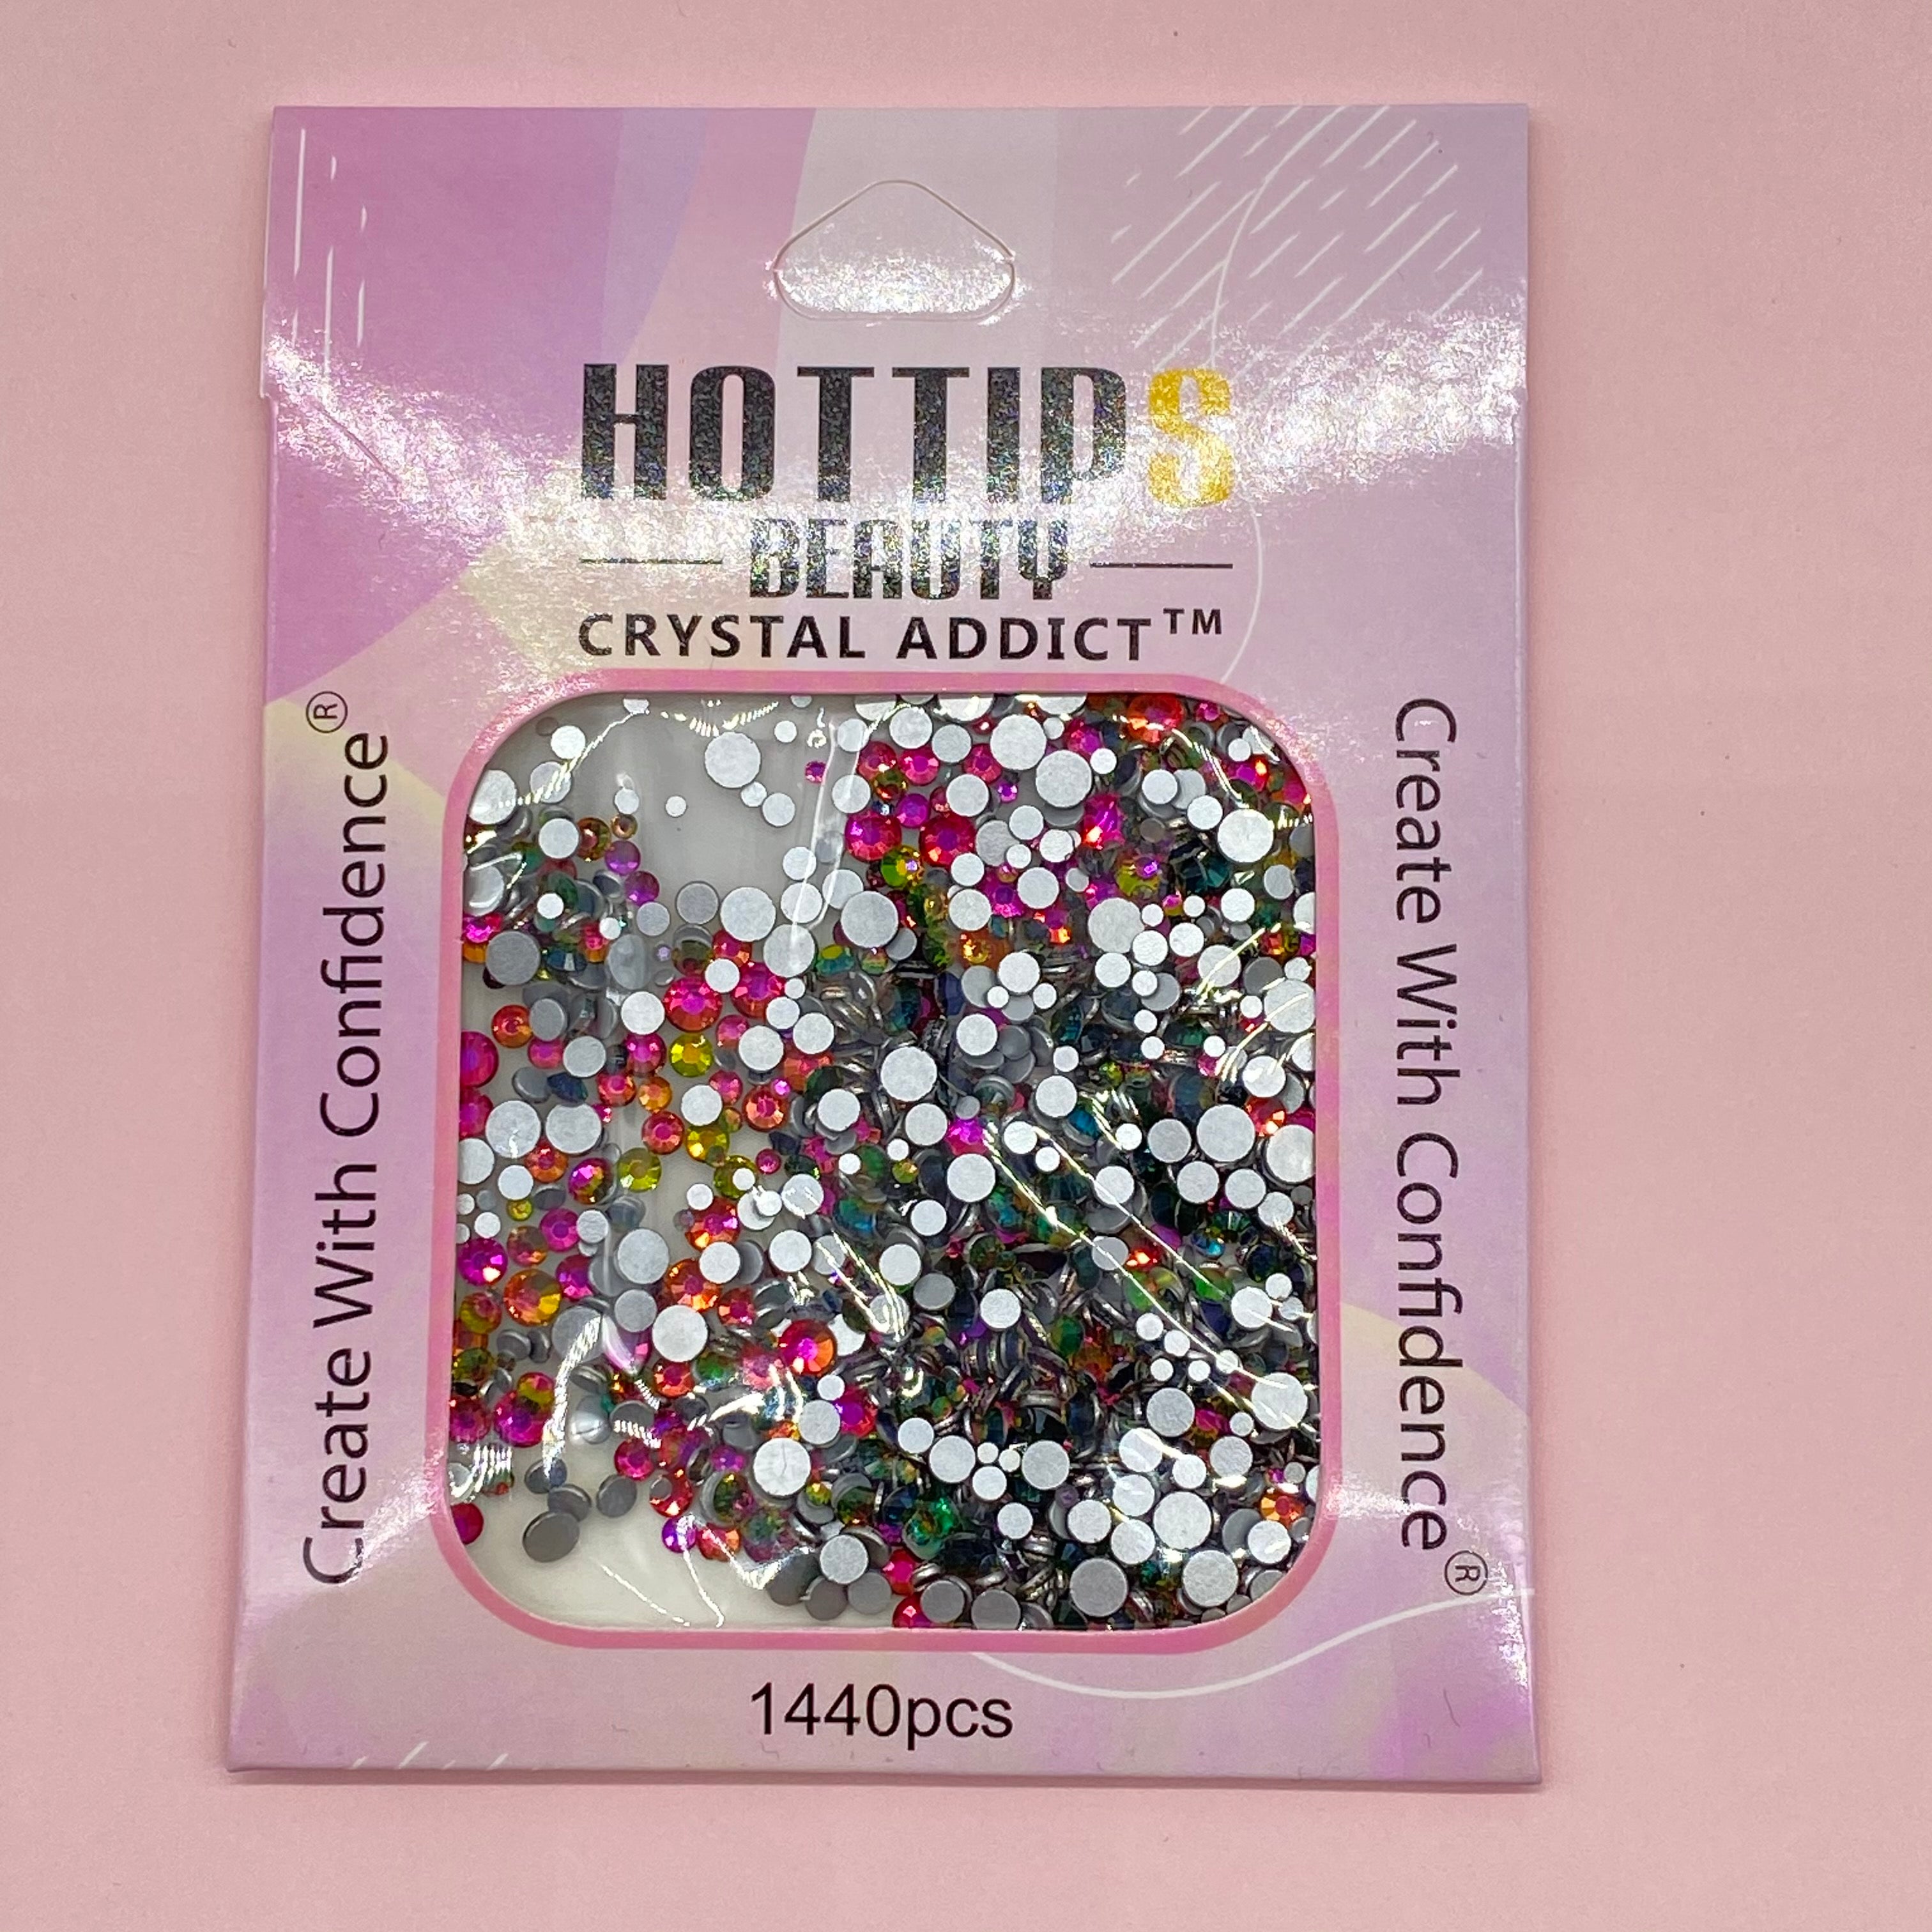 HOTTIPS
BEAUTY
CRYSTAL ADDICT™
Create With Confidence®
Create With Confidence®
1440pcs